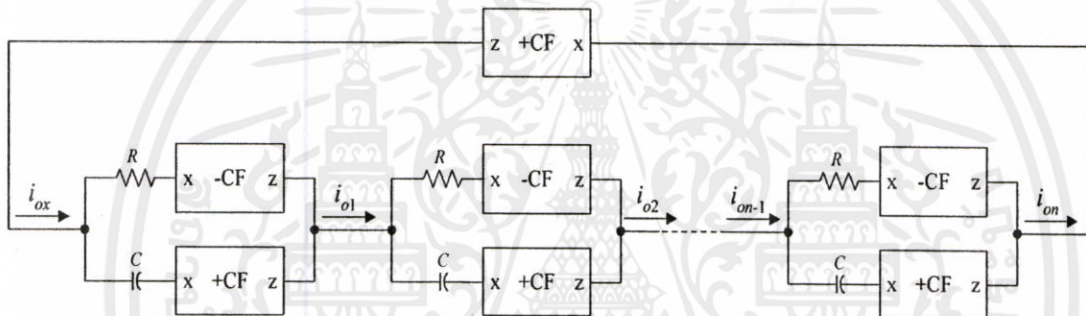 z +CF x
R
x -CF z
i_ox
C
x +CF z
i_o1
R
x -CF z
C
x +CF z
i_o2
i_on-1
R
x -CF z
C
x +CF z
i_on